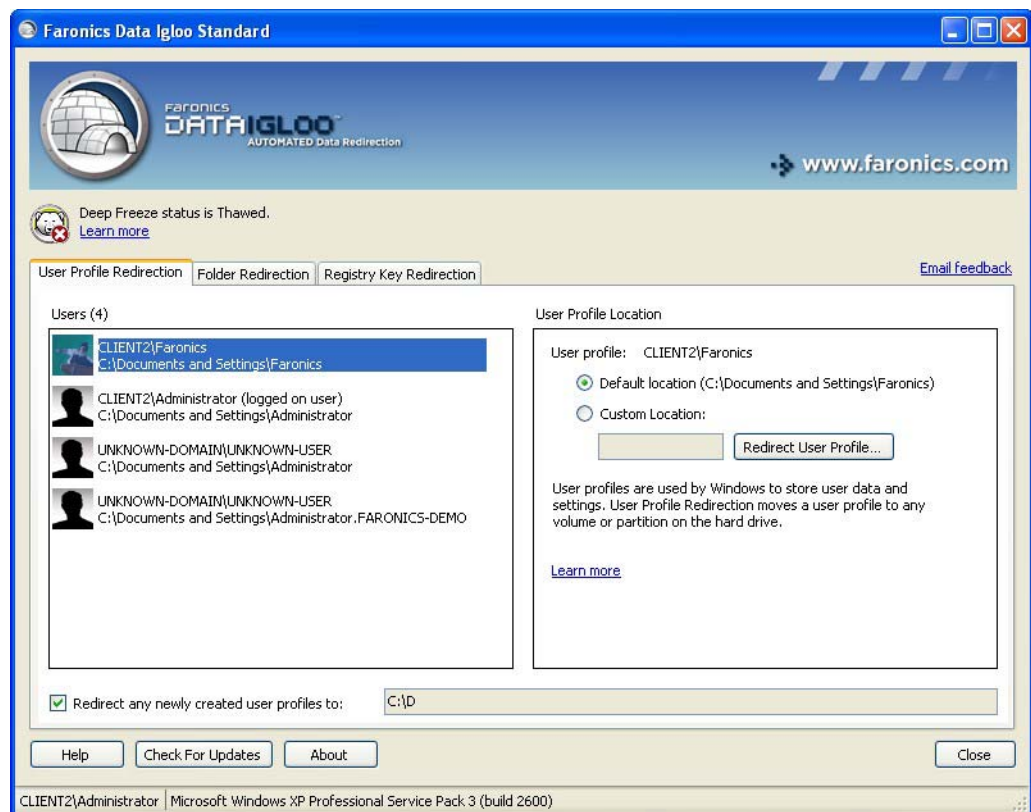 Faronics Data Igloo Standard
Faronics
DATAIGLOO™
AUTOMATED Data Redirection
www.faronics.com
Deep Freeze status is Thawed.
Learn more
User Profile Redirection
Folder Redirection
Registry Key Redirection
Email feedback
Users (4)
CLIENT2\Faronics
C:\Documents and Settings\Faronics
CLIENT2\Administrator (logged on user)
C:\Documents and Settings\Administrator
UNKNOWN-DOMAIN\UNKNOWN-USER
C:\Documents and Settings\Administrator
UNKNOWN-DOMAIN\UNKNOWN-USER
C:\Documents and Settings\Administrator.FARONICS-DEMO
User Profile Location
User profile: CLIENT2\Faronics
Default location (C:\Documents and Settings\Faronics)
Custom Location:
Redirect User Profile...
User profiles are used by Windows to store user data and
settings. User Profile Redirection moves a user profile to any
volume or partition on the hard drive.
Learn more
Redirect any newly created user profiles to: C:\D
Help
Check For Updates
About
Close
CLIENT2\Administrator
Microsoft Windows XP Professional Service Pack 3 (build 2600)